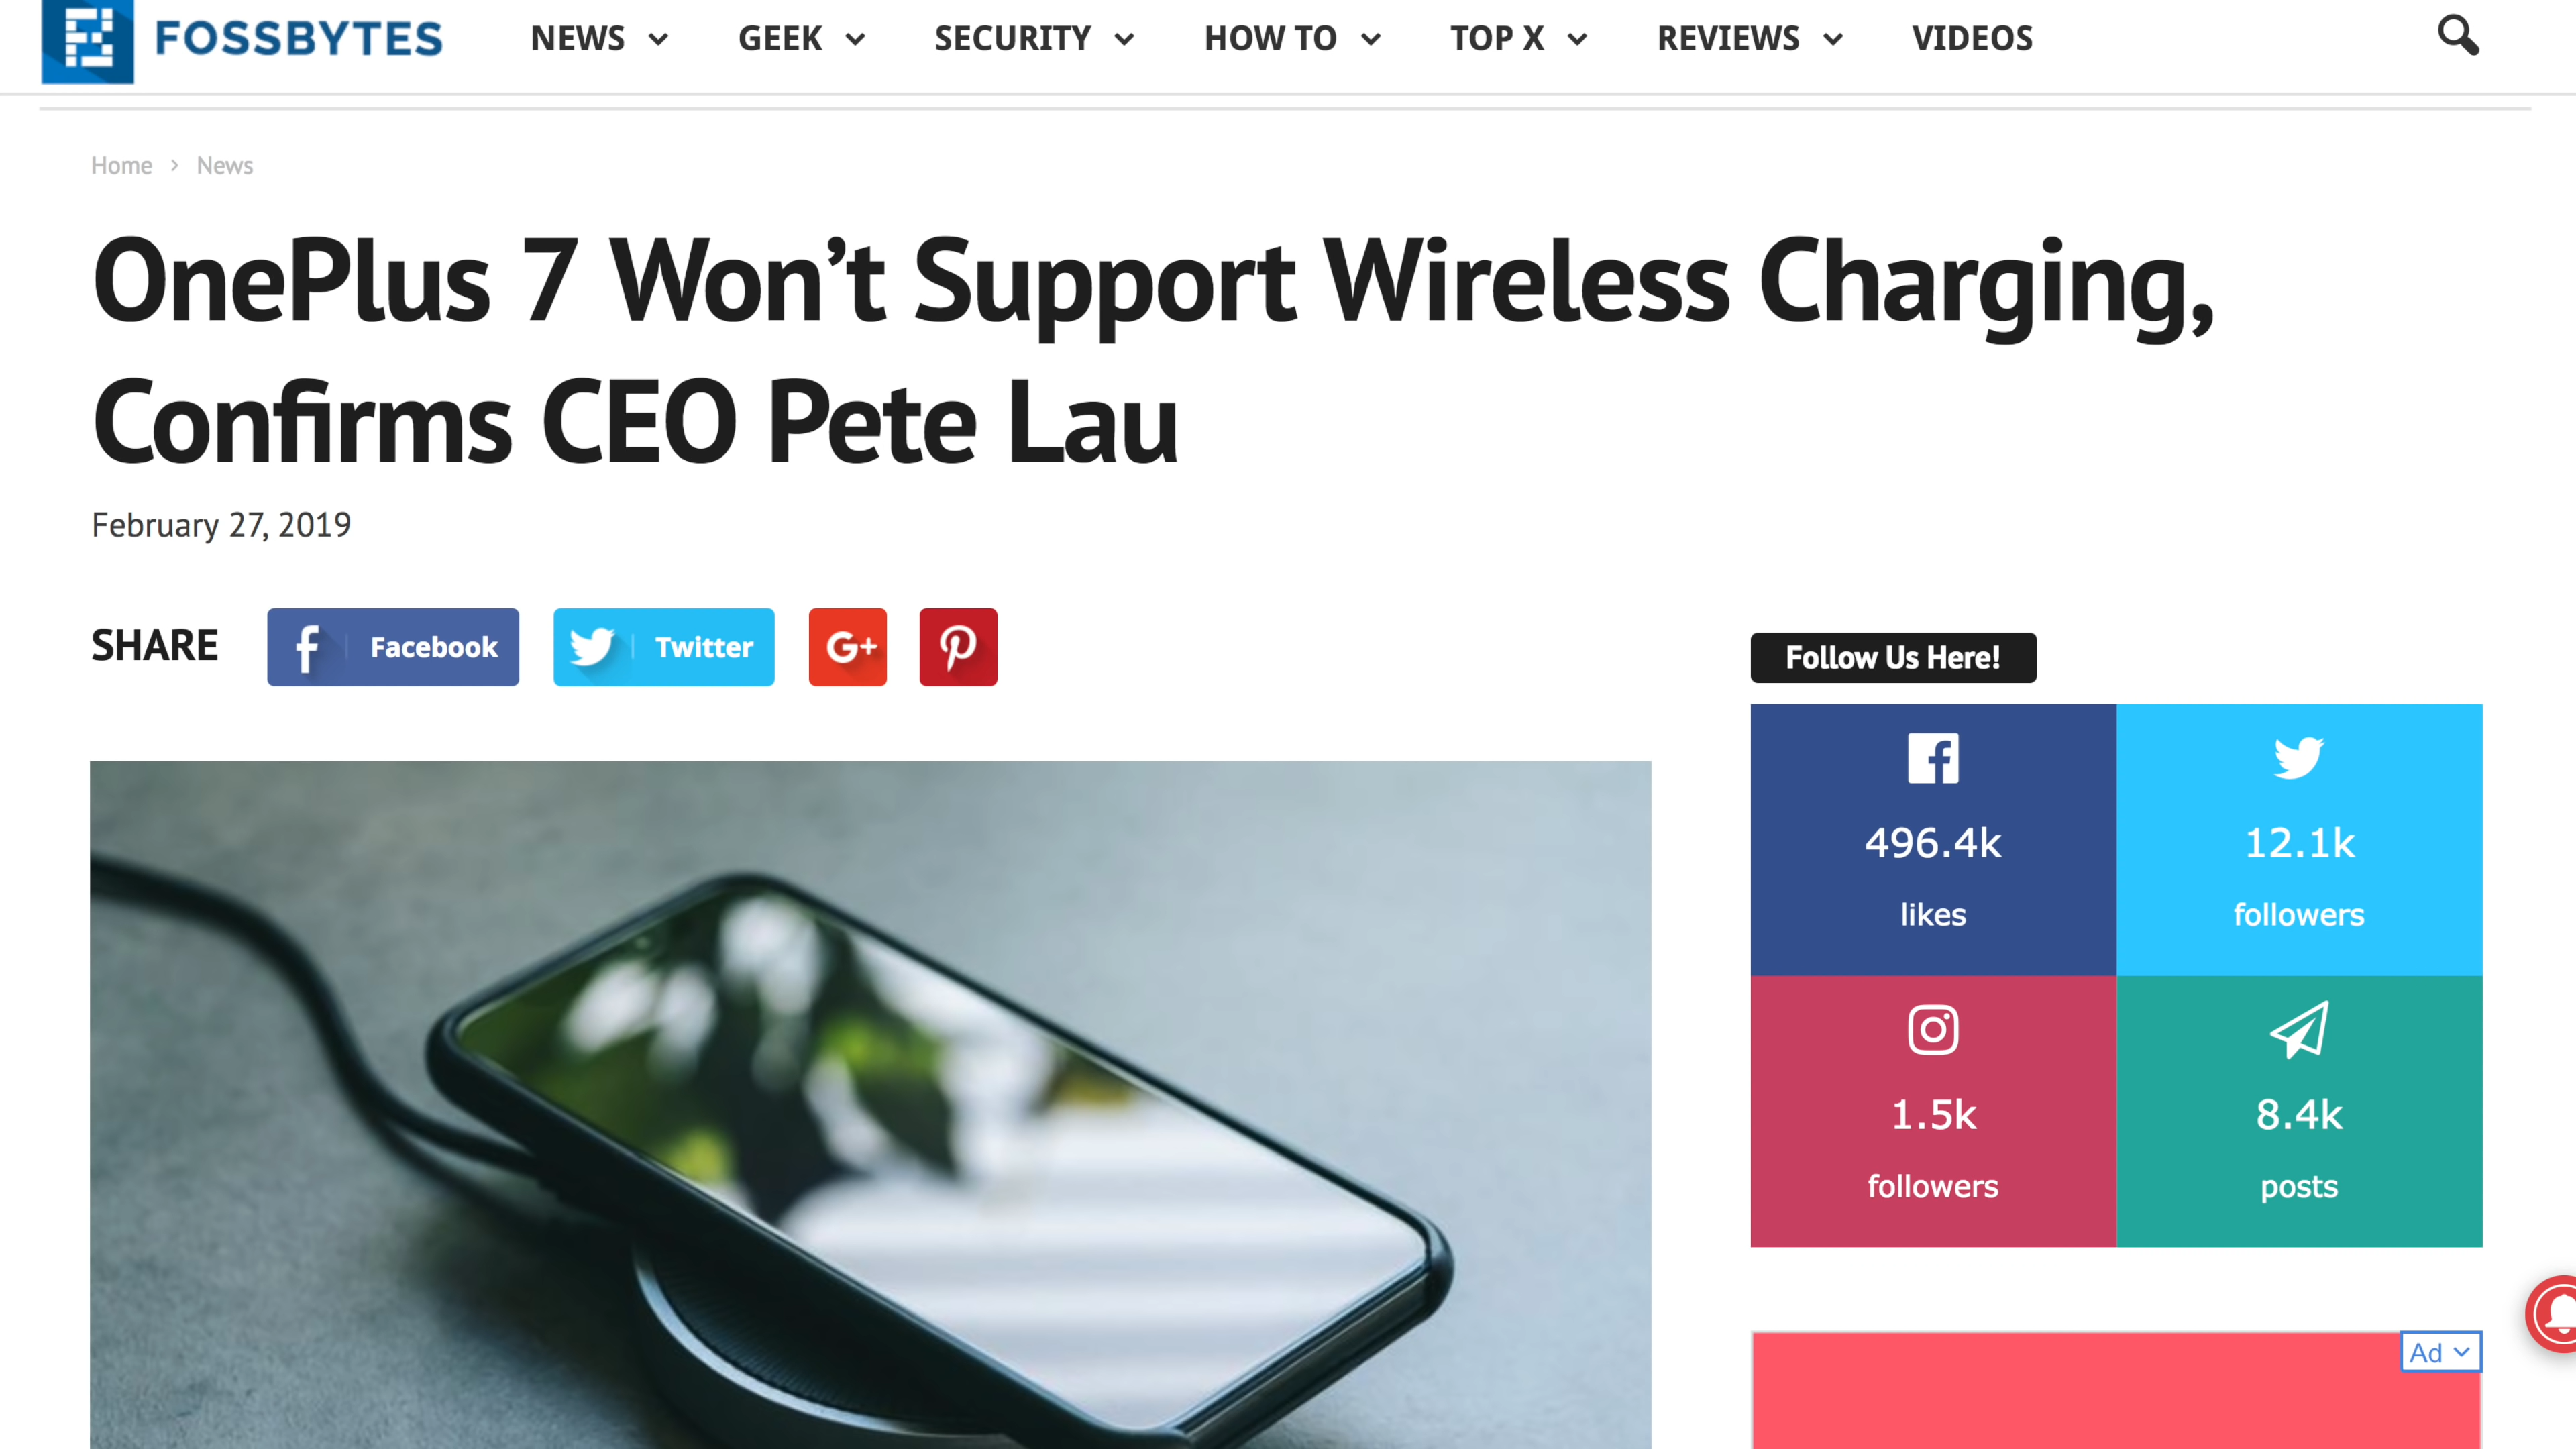 FOSSBYTES
NEWS
GEEK
SECURITY
HOW TO
TOP X
REVIEWS
VIDEOS
Home > News
OnePlus 7 Won’t Support Wireless Charging,
Confirms CEO Pete Lau
February 27, 2019
SHARE
Facebook
Twitter
G+
Follow Us Here!
496.4k
likes
12.1k
followers
1.5k
followers
8.4k
posts
Ad